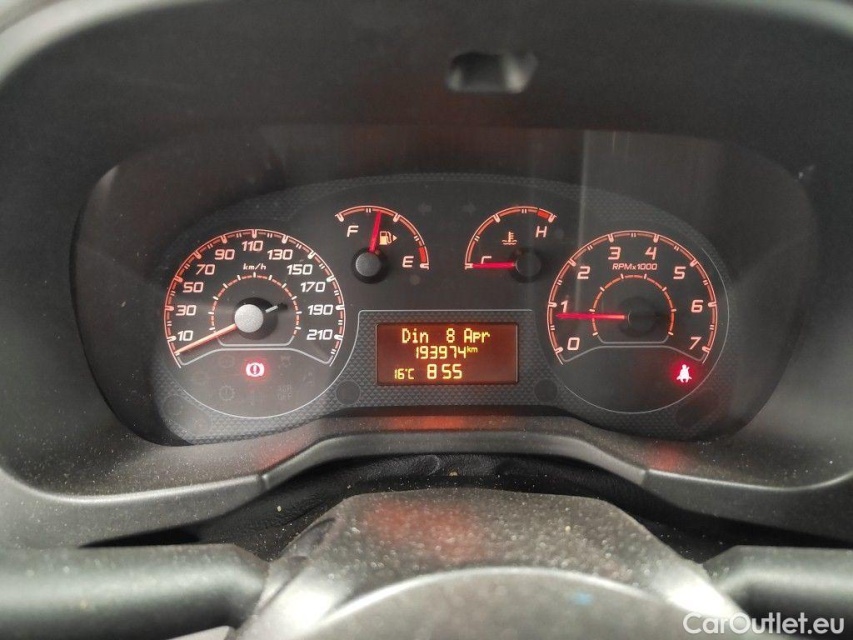 km/h
10 30 50 70 90 110 130 150 170 190 210
F E
C H
RPMx1000
0 1 2 3 4 5 6 7
Din 8 Apr
193974km
16°C 8:55
CarOutlet.eu